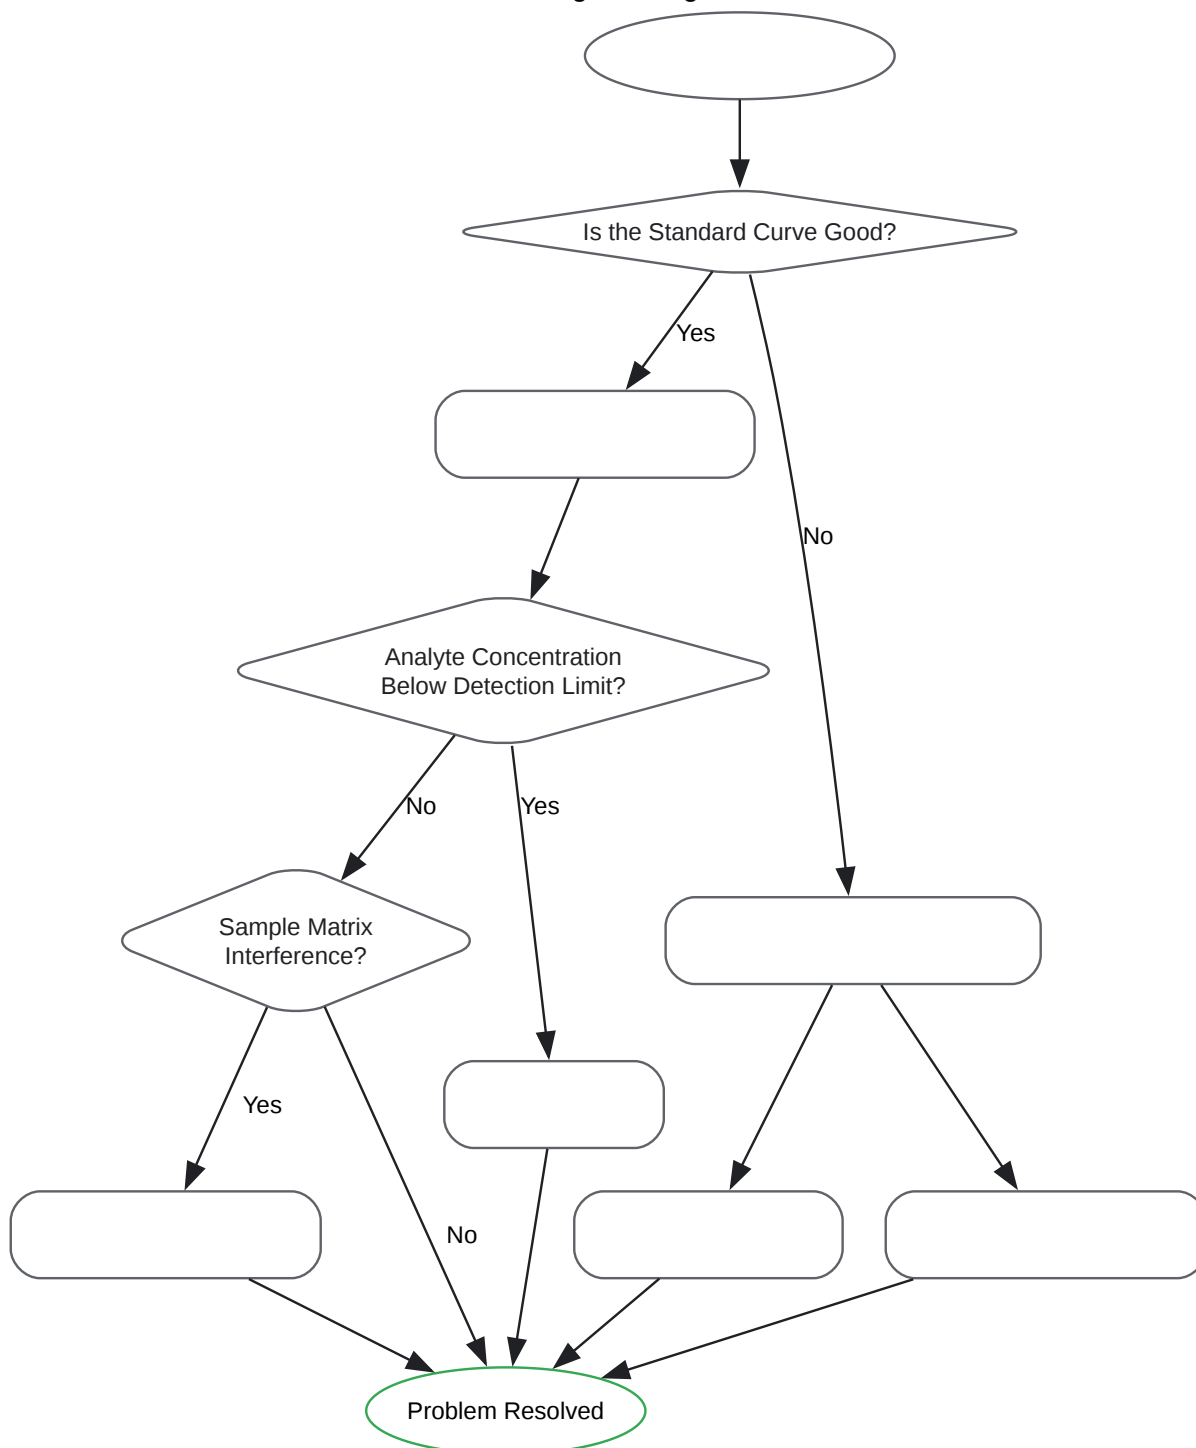 Is the Standard Curve Good?
Yes
No
Analyte Concentration
Below Detection Limit?
No
Yes
Sample Matrix
Interference?
Yes
No
Problem Resolved